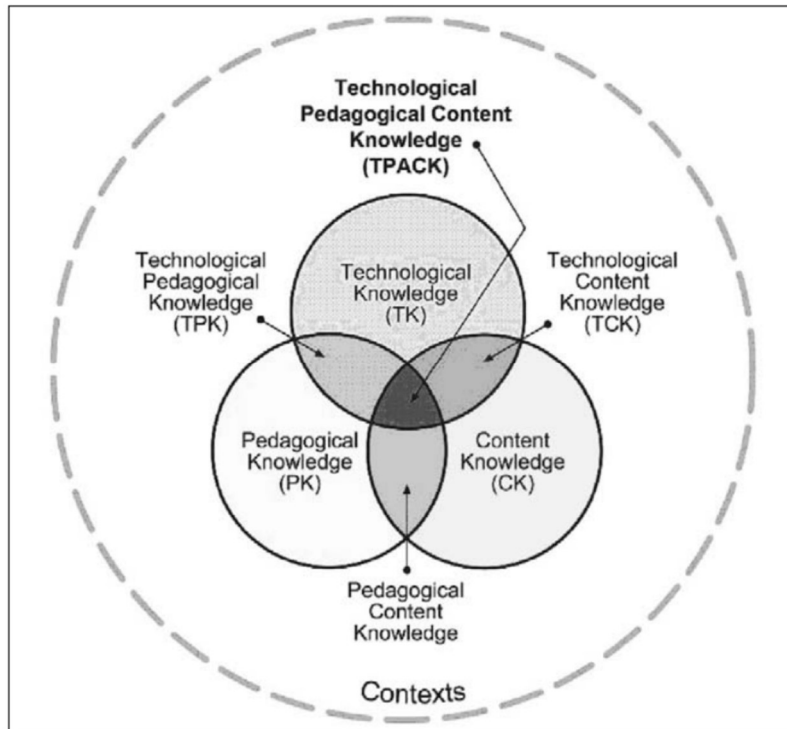 Technological
Pedagogical Content
Knowledge
(TPACK)
Technological
Pedagogical
Knowledge
(TPK)
Technological
Knowledge
(TK)
Technological
Content
Knowledge
(TCK)
Pedagogical
Knowledge
(PK)
Content
Knowledge
(CK)
Pedagogical
Content
Knowledge
Contexts